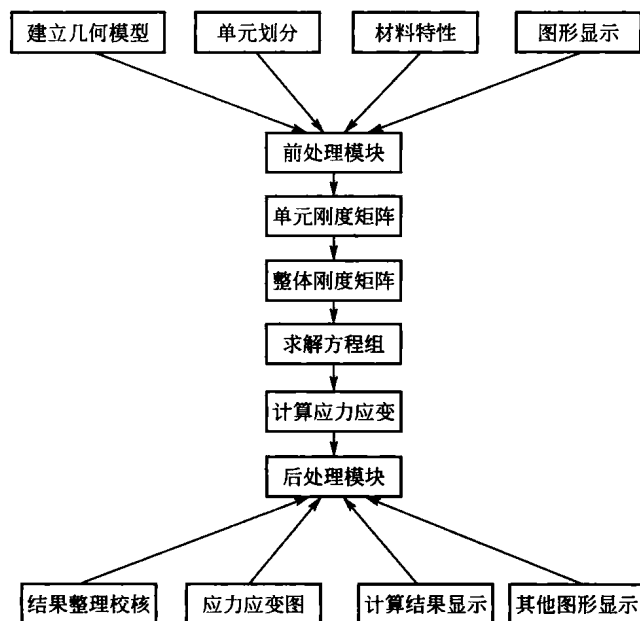 建立几何模型
单元划分
材料特性
图形显示
前处理模块
单元刚度矩阵
整体刚度矩阵
求解方程组
计算应力应变
后处理模块
结果整理校核
应力应变图
计算结果显示
其他图形显示